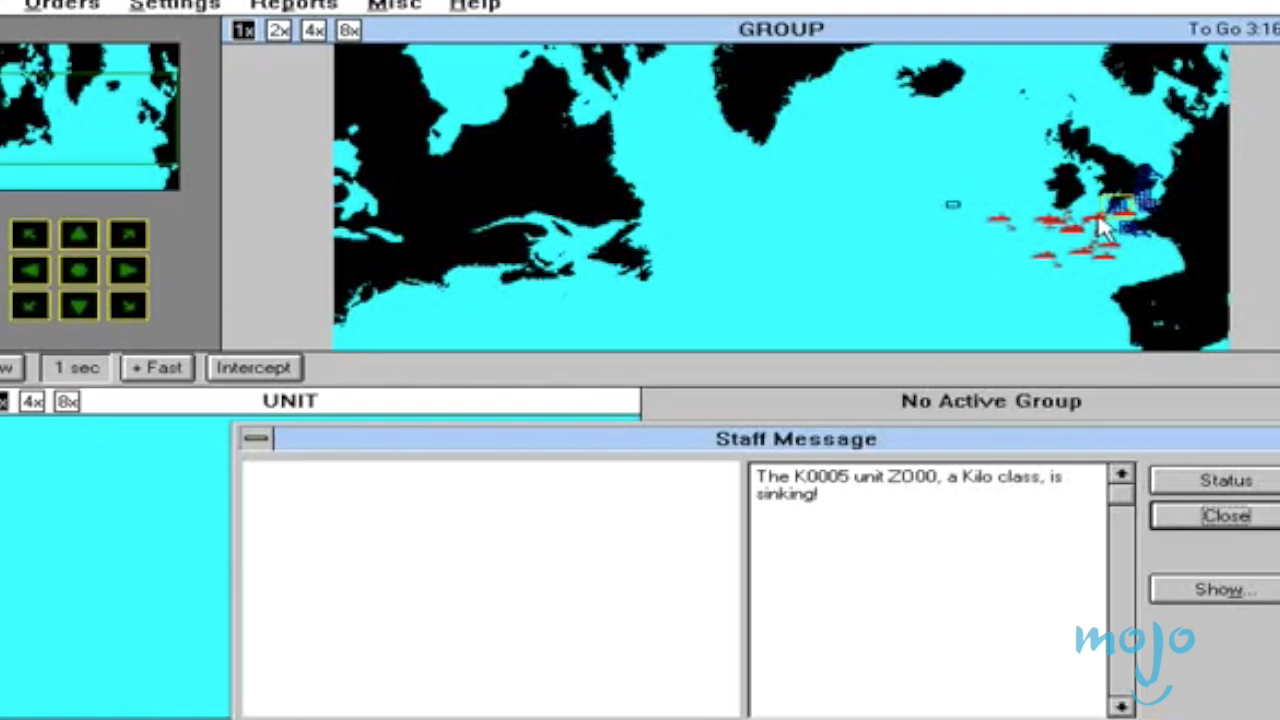 Orders Settings Reports Misc Help
1x 2x 4x 8x GROUP To Go 3:16
1 sec + Fast Intercept
4x 8x UNIT No Active Group
Staff Message
The K0005 unit ZOOO, a Kilo class, is
sinking!
Status
Close
Show...
mojo